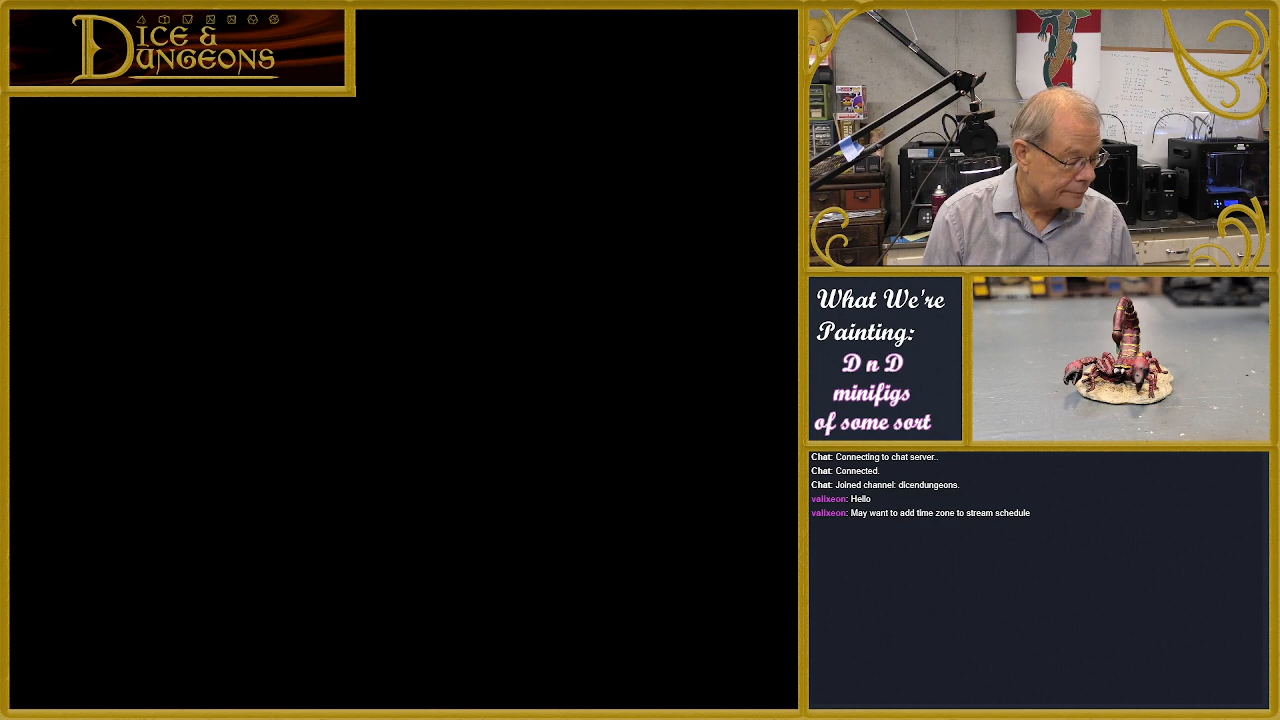 DICE &
DUNGEONS
What We're
Painting:
D n D
minifigs
of some sort
Chat: Connecting to chat server..
Chat: Connected.
Chat: Joined channel: dicendungeons.
valixeon: Hello
valixeon: May want to add time zone to stream schedule